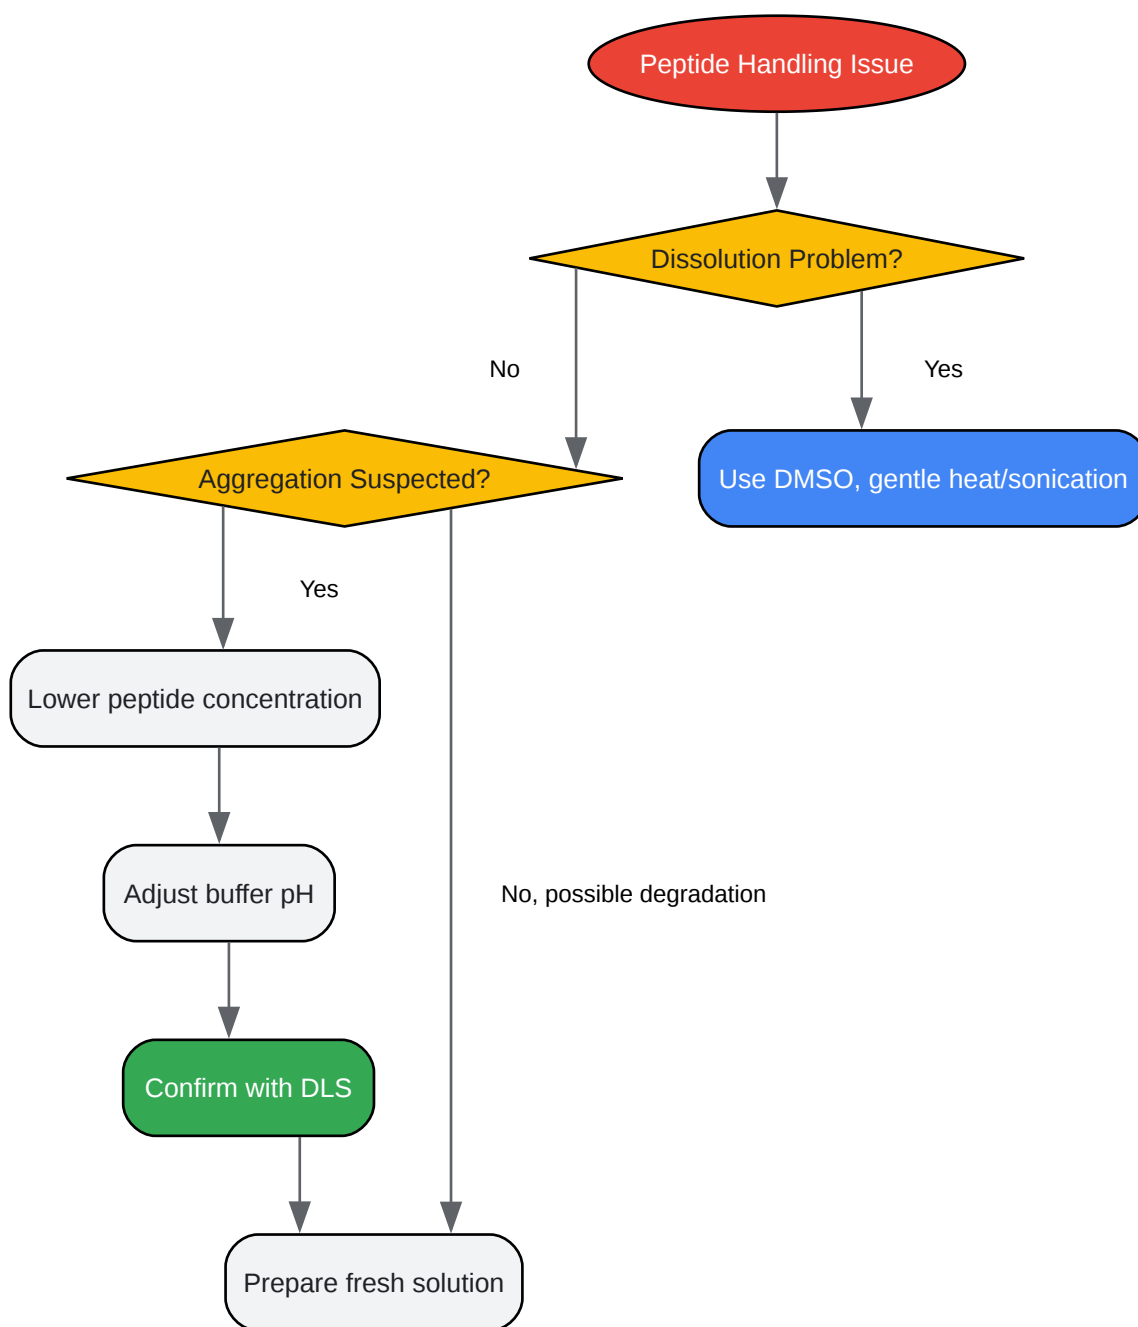 Peptide Handling Issue
Dissolution Problem?
No
Yes
Aggregation Suspected?
Use DMSO, gentle heat/sonication
Yes
Lower peptide concentration
Adjust buffer pH
No, possible degradation
Confirm with DLS
Prepare fresh solution